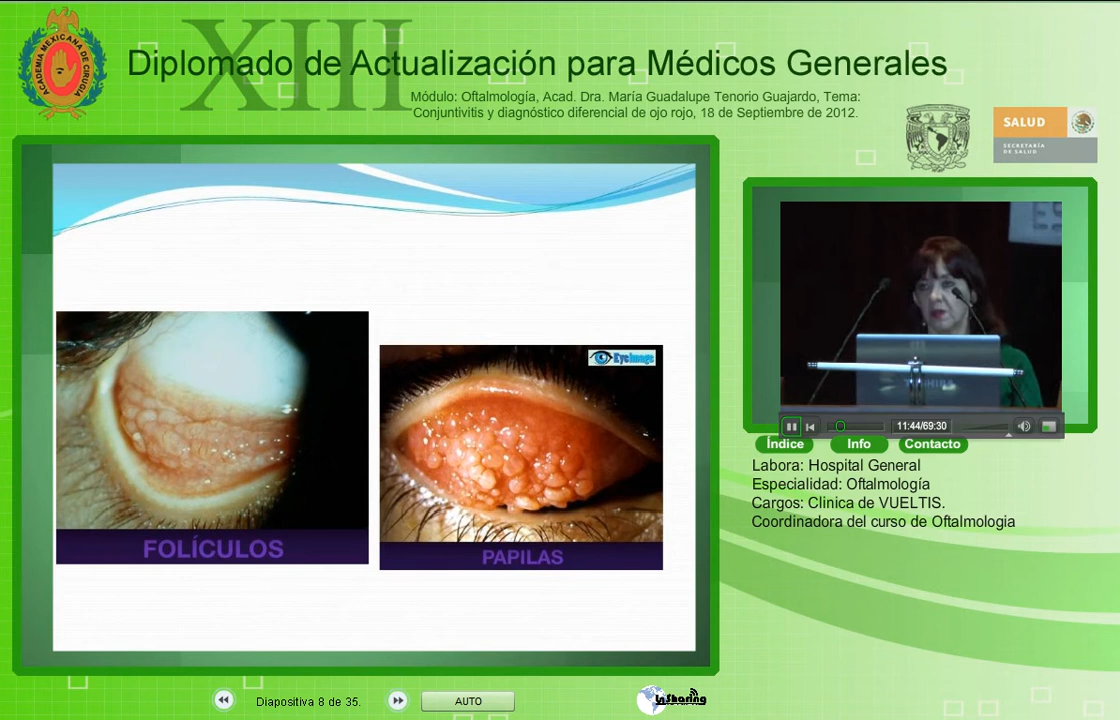 XIII
Diplomado de Actualización para Médicos Generales
Módulo: Oftalmología, Acad. Dra. María Guadalupe Tenorio Guajardo, Tema:
Conjuntivitis y diagnóstico diferencial de ojo rojo, 18 de Septiembre de 2012.
ACADEMIA MEXICANA DE CIRUGIA
SALUD
SECRETARÍA
DE SALUD
EyeImage
FOLÍCULOS
PAPILAS
11:44/69:30
Índice Info Contacto
Labora: Hospital General
Especialidad: Oftalmología
Cargos: Clinica de VUELTIS.
Coordinadora del curso de Oftalmologia
Diapositiva 8 de 35.
AUTO